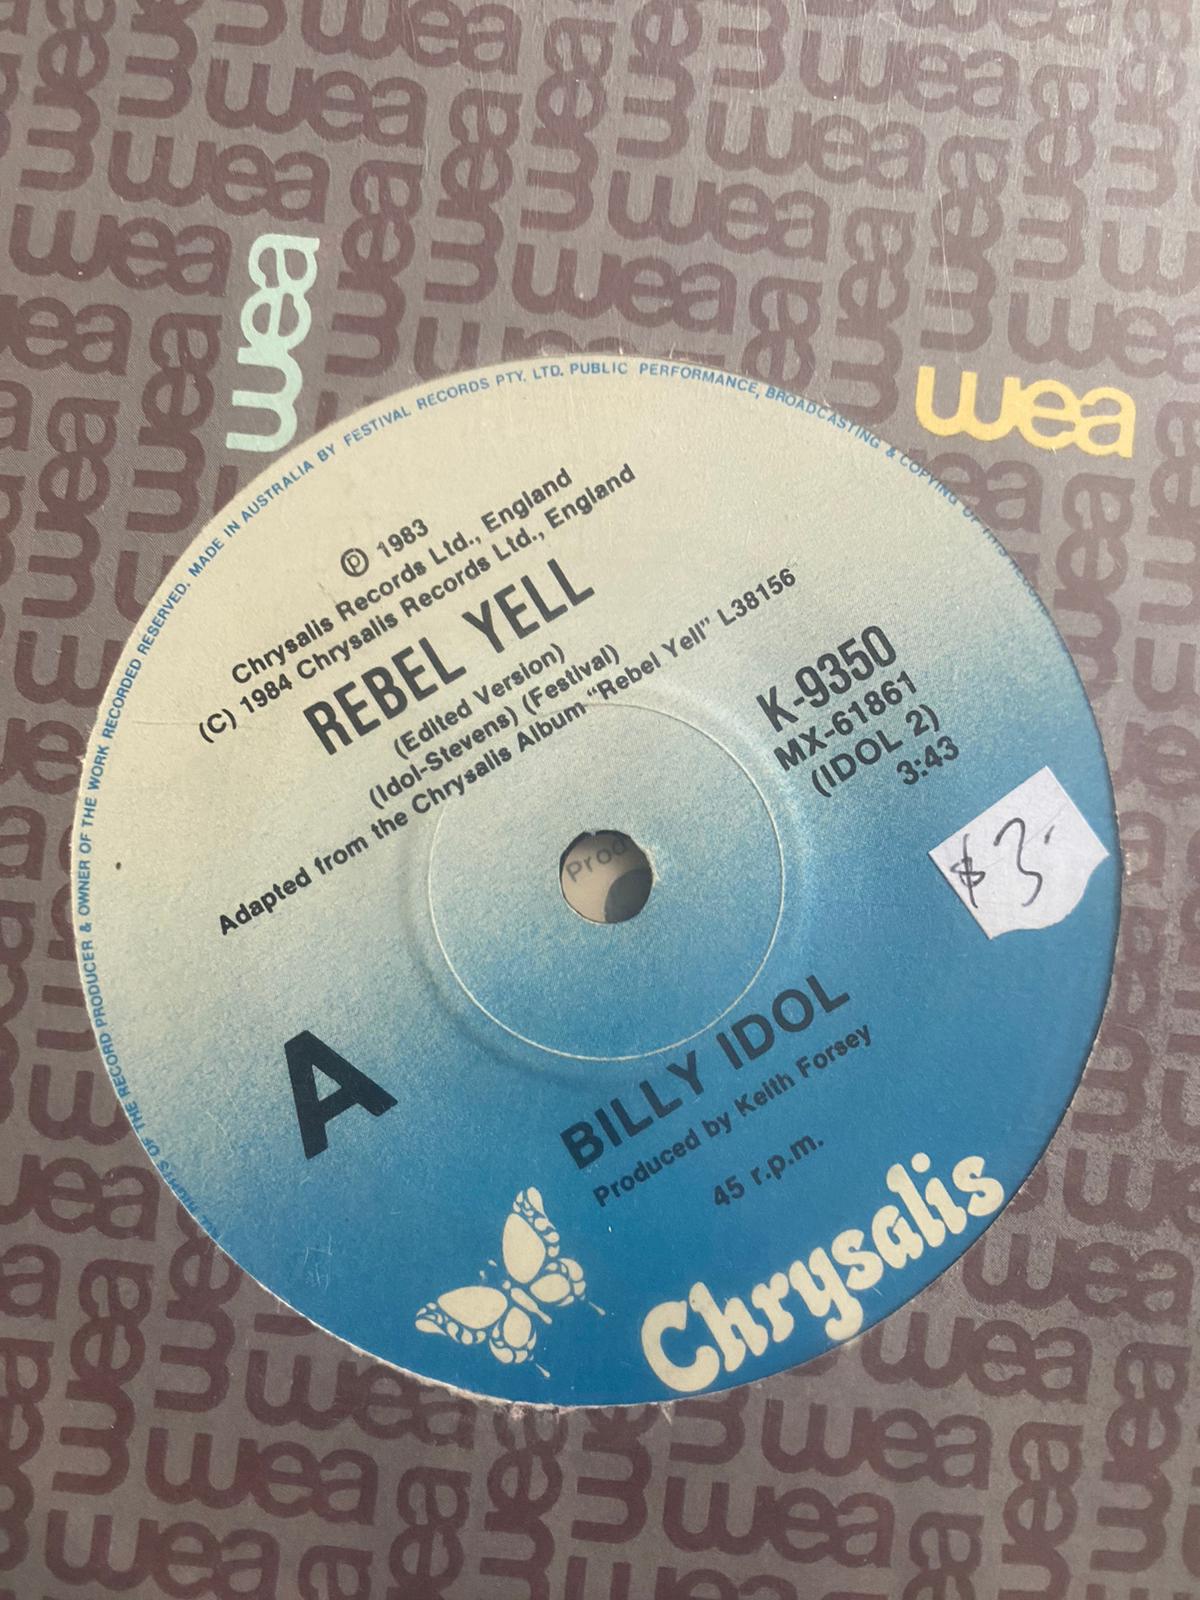 wea
wea
MADE IN AUSTRALIA BY FESTIVAL RECORDS PTY. LTD. PUBLIC PERFORMANCE, BROADCASTING & COPYING OF THIS RECORD
RIGHTS OF THE RECORD PRODUCER & OWNER OF THE WORK RECORDED RESERVED.
Ⓟ 1983
Chrysalis Records Ltd., England
(C) 1984 Chrysalis Records Ltd., England
REBEL YELL
(Edited Version)
(Idol-Stevens) (Festival)
Adapted from the Chrysalis Album "Rebel Yell" L38156
K-9350
MX-61861
(IDOL 2)
3:43
$3.
Prod
A
BILLY IDOL
Produced by Keith Forsey
45 r.p.m.
Chrysalis